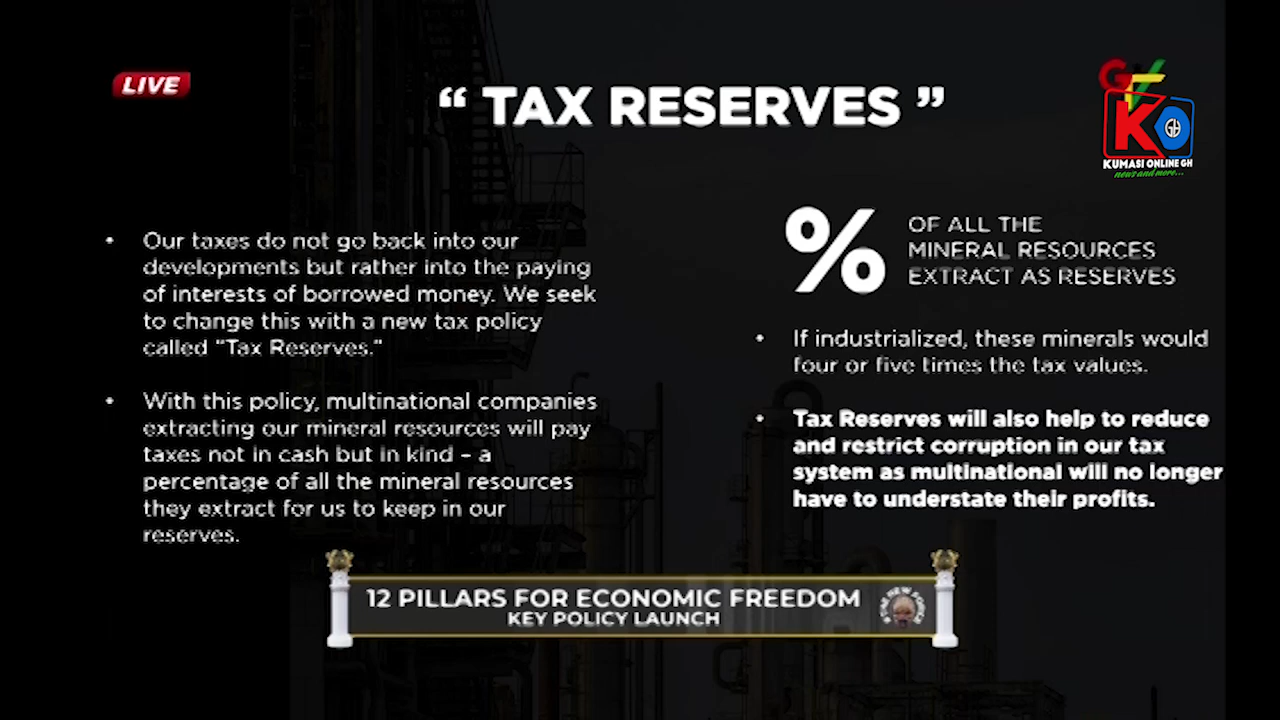 LIVE
“ TAX RESERVES ”
KO
GH
KUMASI ONLINE GH
news and more...
• Our taxes do not go back into our
developments but rather into the paying
of interests of borrowed money. We seek
to change this with a new tax policy
called “Tax Reserves.”
• With this policy, multinational companies
extracting our mineral resources will pay
taxes not in cash but in kind – a
percentage of all the mineral resources
they extract for us to keep in our
reserves.
% OF ALL THE
MINERAL RESOURCES
EXTRACT AS RESERVES
• If industrialized, these minerals would
four or five times the tax values.
• Tax Reserves will also help to reduce
and restrict corruption in our tax
system as multinational will no longer
have to understate their profits.
12 PILLARS FOR ECONOMIC FREEDOM
KEY POLICY LAUNCH